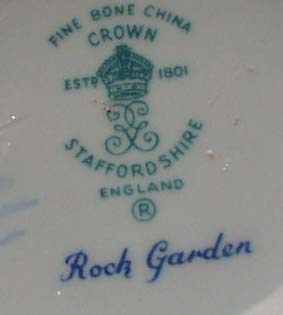 FINE BONE CHINA
CROWN
ESTD 1801
STAFFORDSHIRE
ENGLAND
®
Rock Garden